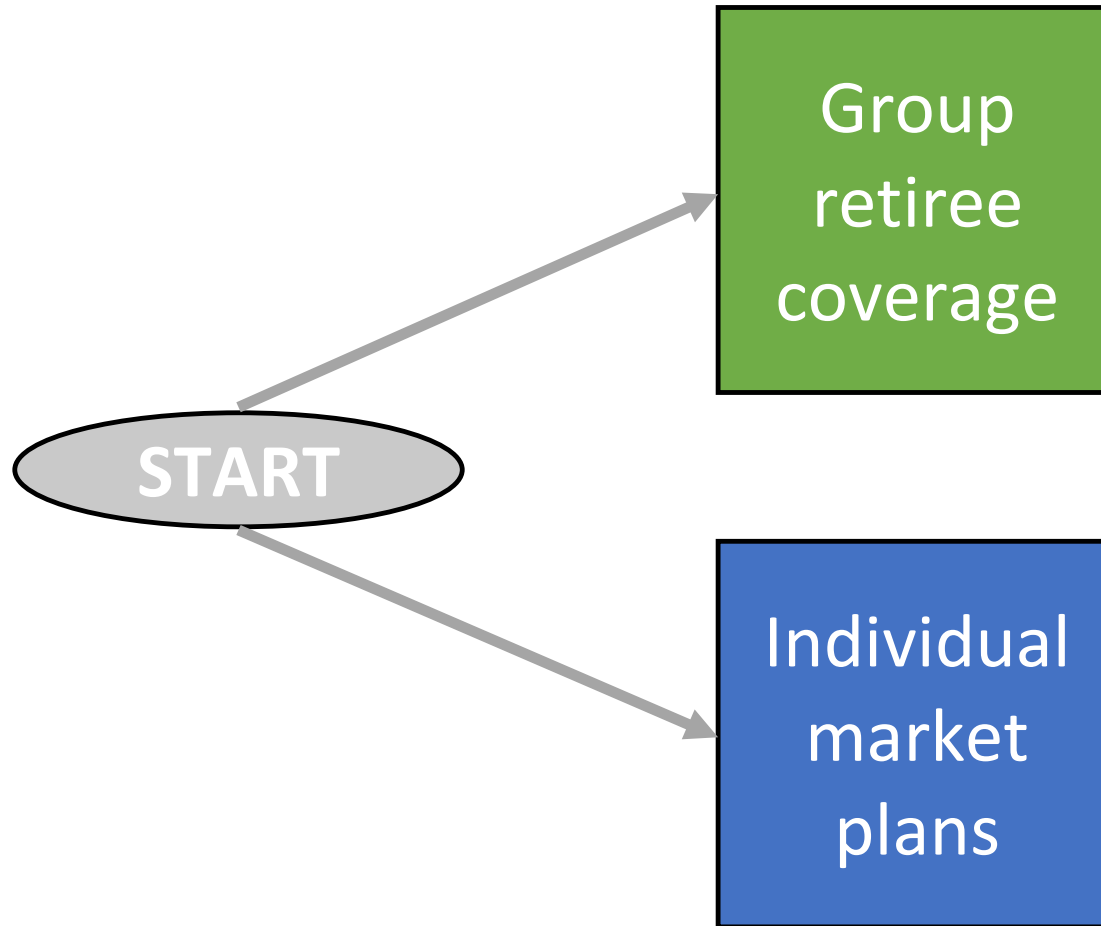 Group
retiree
coverage
START
Individual
market
plans